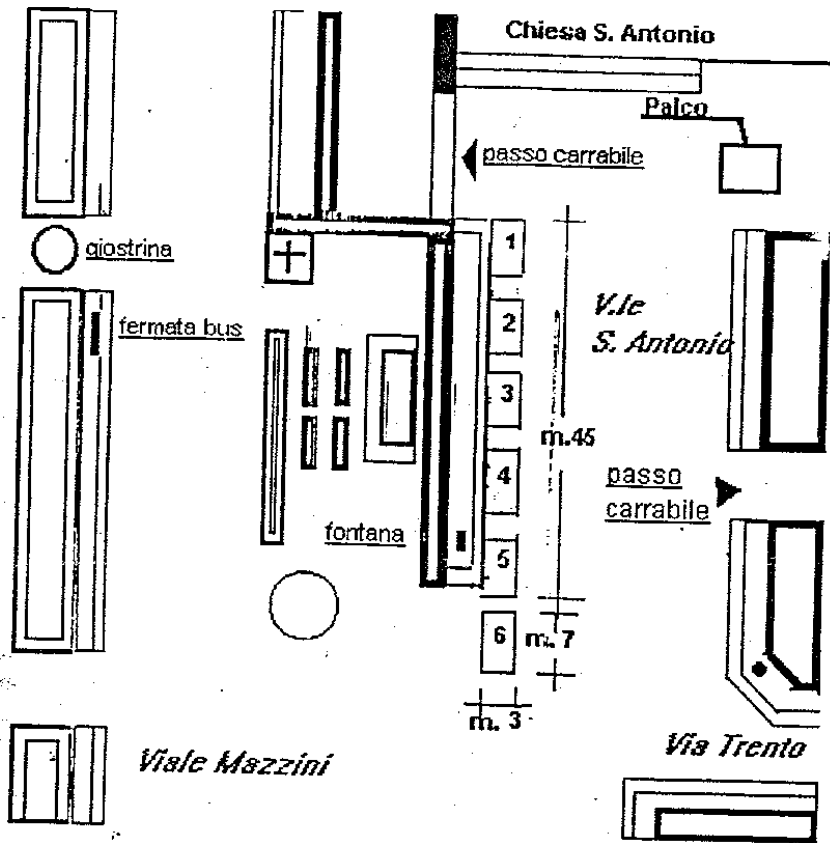 Chiesa S. Antonio
Palco
passo carrabile
giostrina
fermata bus
1
2
3
4
5
6
V.le
S. Antonio
m.45
passo
carrabile
fontana
m. 7
m. 3
Viale Mazzini
Via Trento